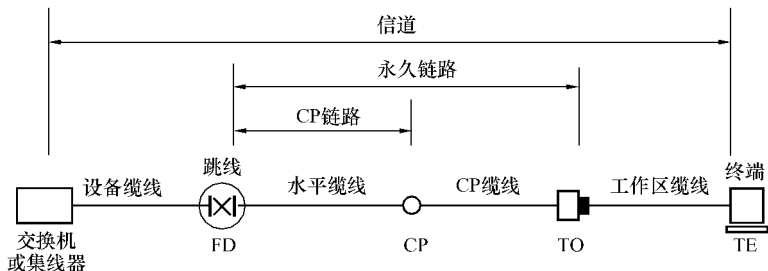 信道
永久链路
CP链路
跳线
终端
设备缆线
水平缆线
CP缆线
工作区缆线
交换机
或集线器
FD
CP
TO
TE